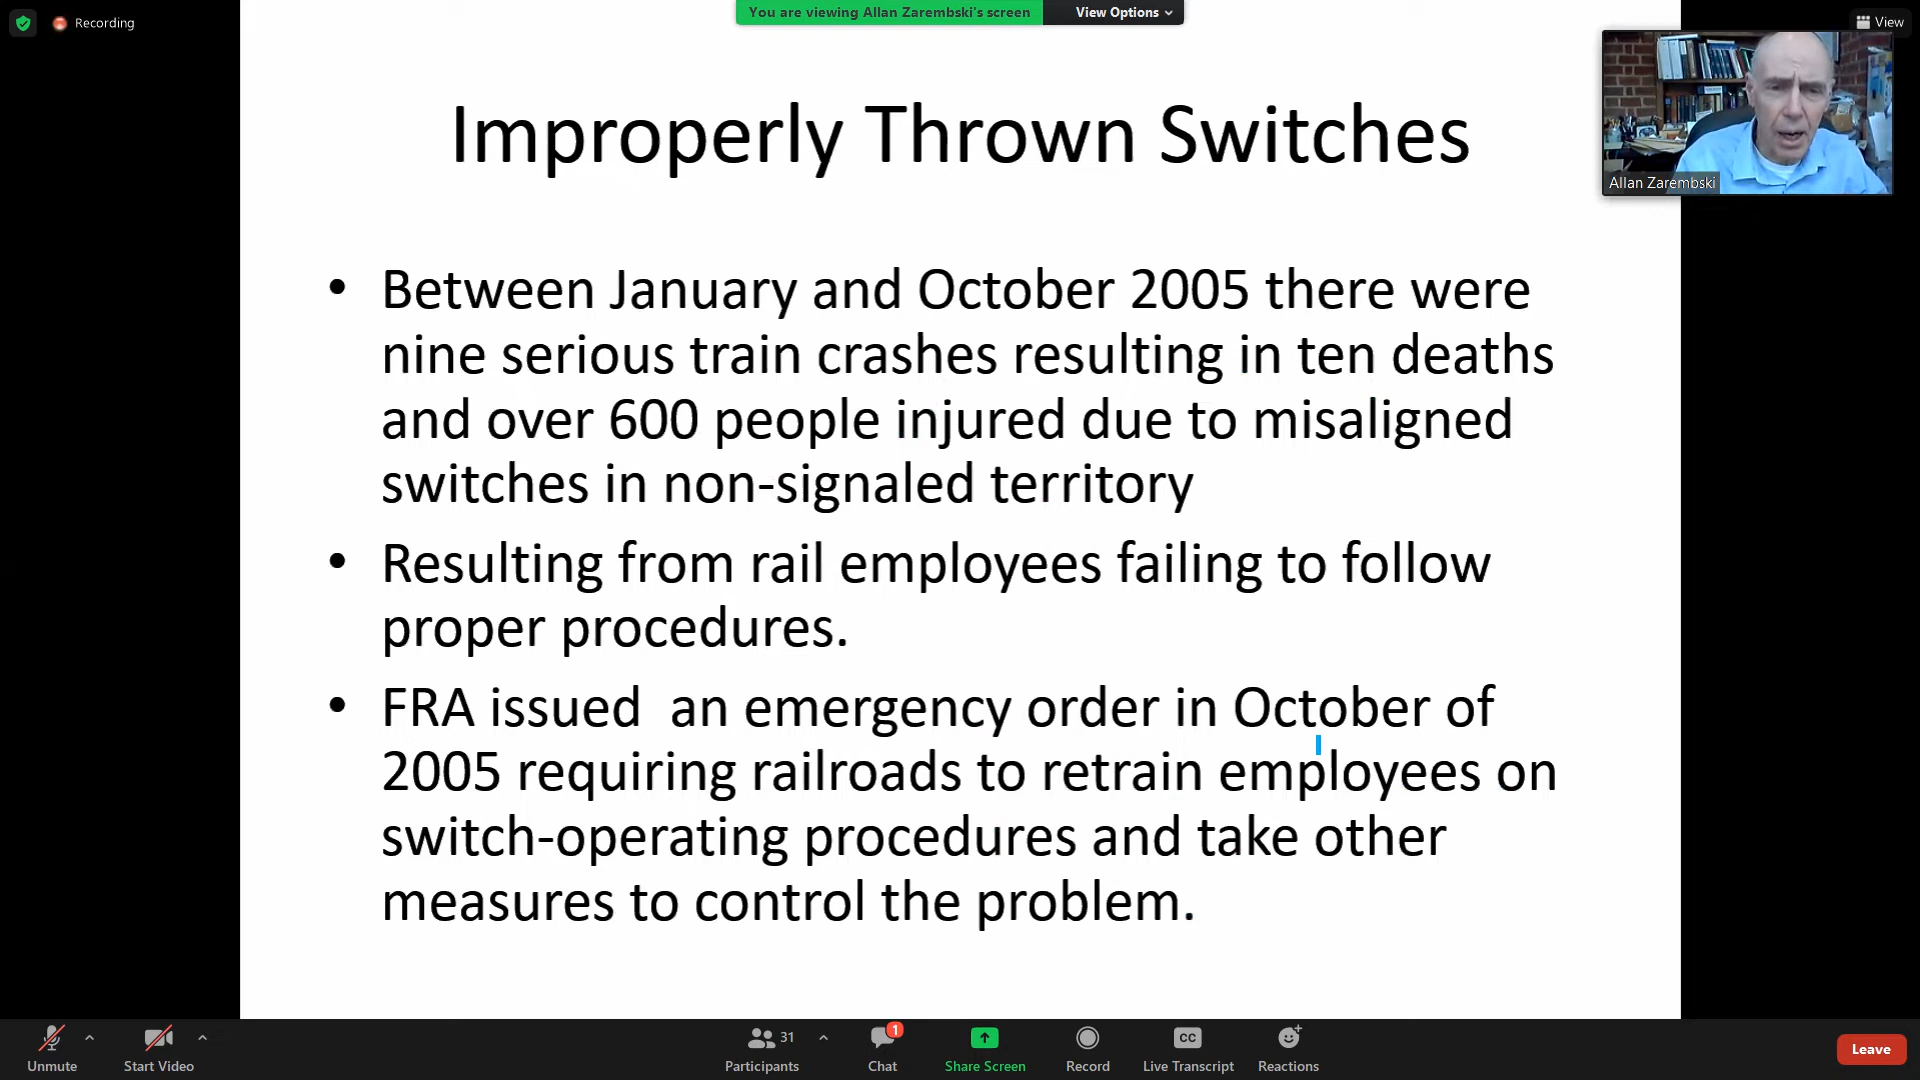 Recording
You are viewing Allan Zarembski's screen
View Options
View
Allan Zarembski
Improperly Thrown Switches
• Between January and October 2005 there were
nine serious train crashes resulting in ten deaths
and over 600 people injured due to misaligned
switches in non-signaled territory
• Resulting from rail employees failing to follow
proper procedures.
• FRA issued  an emergency order in October of
2005 requiring railroads to retrain employees on
switch-operating procedures and take other
measures to control the problem.
Unmute
Start Video
31
Participants
1
Chat
Share Screen
Record
CC
Live Transcript
Reactions
Leave